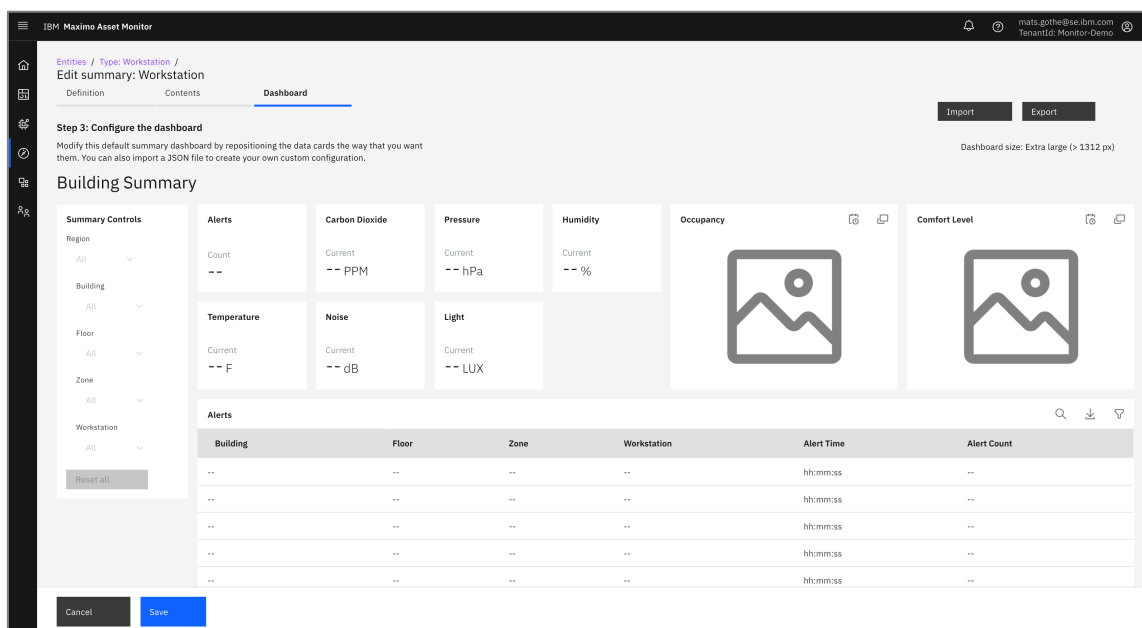 IBM Maximo Asset Monitor
mats.gothe@se.ibm.com
TenantId: Monitor-Demo
Entities / Type: Workstation /
Edit summary: Workstation
Definition Contents Dashboard
Import Export
Step 3: Configure the dashboard
Modify this default summary dashboard by repositioning the data cards the way that you want
them. You can also import a JSON file to create your own custom configuration.
Dashboard size: Extra large (> 1312 px)
Building Summary
Summary Controls
Region
All
Building
All
Floor
All
Zone
All
Workstation
All
Reset all
Alerts
Count
--
Carbon Dioxide
Current
-- PPM
Pressure
Current
-- hPa
Humidity
Current
-- %
Occupancy
Comfort Level
Temperature
Current
-- F
Noise
Current
-- dB
Light
Current
-- LUX
Alerts
Building Floor Zone Workstation Alert Time Alert Count
-- -- -- -- hh:mm:ss --
-- -- -- -- hh:mm:ss --
-- -- -- -- hh:mm:ss --
-- -- -- -- hh:mm:ss --
-- -- -- -- hh:mm:ss --
Cancel Save